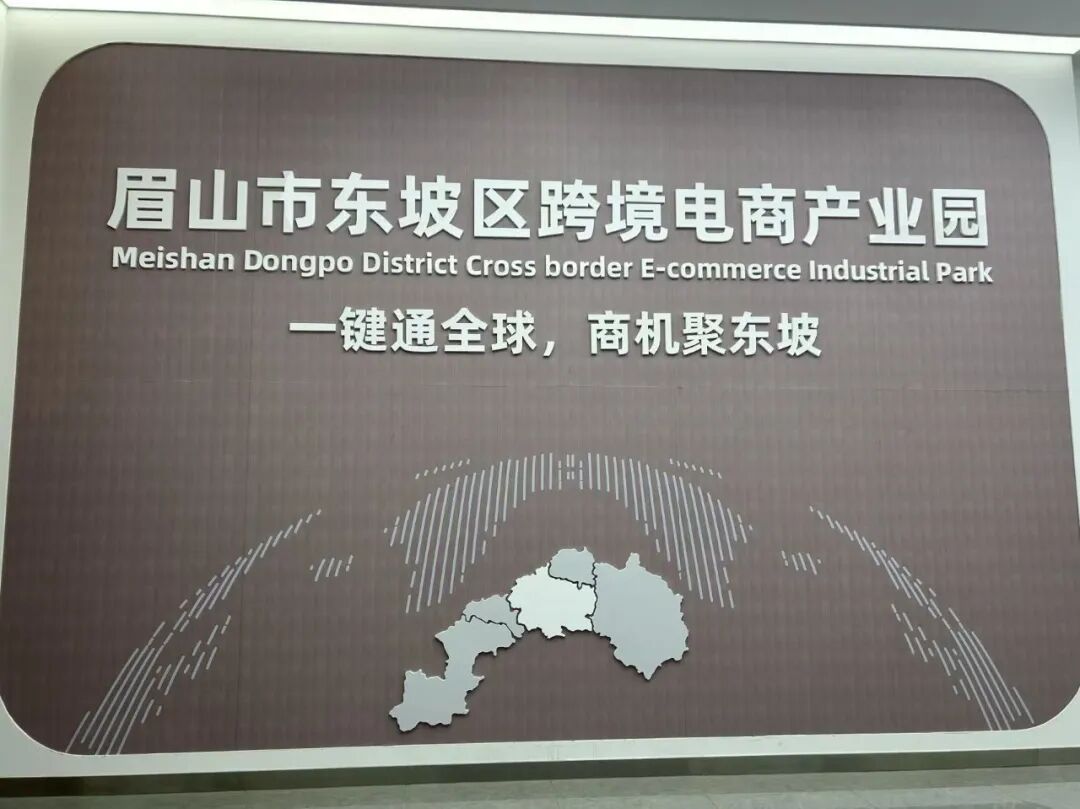 眉山市东坡区跨境电商产业园
Meishan Dongpo District Cross border E-commerce Industrial Park
一键通全球，商机聚东坡